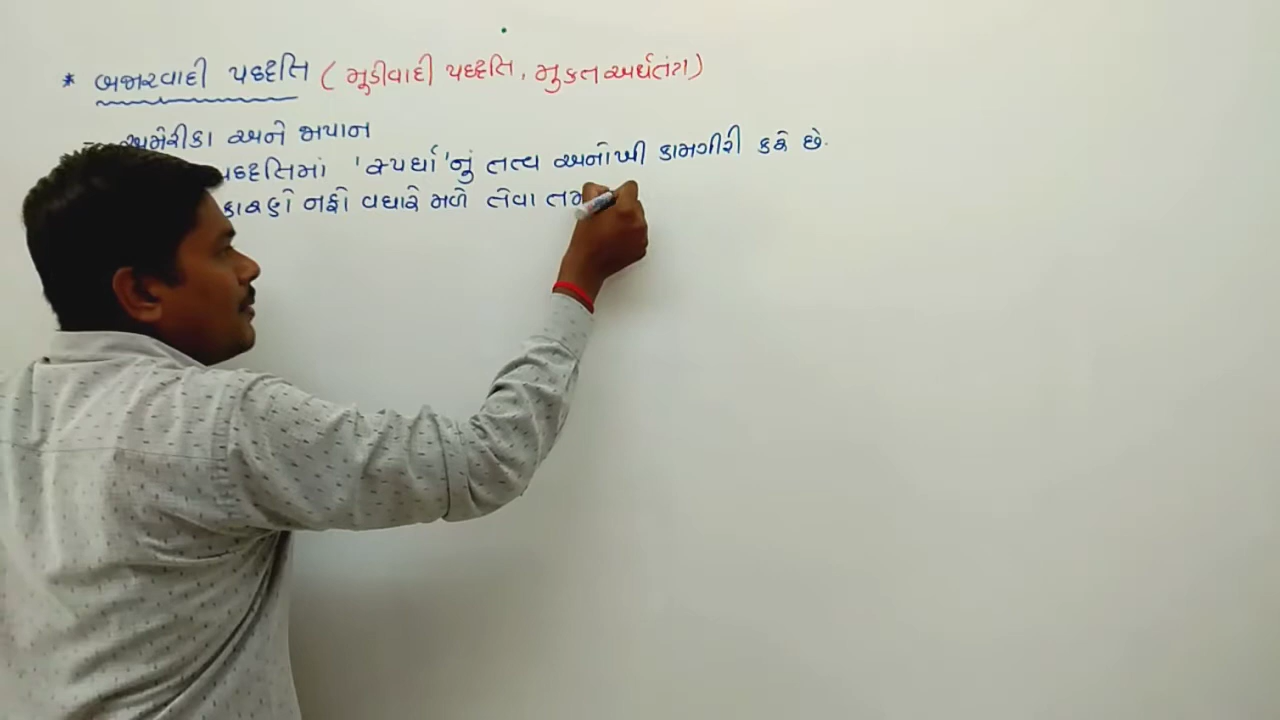 * બજારવાદી પદ્ધતિ ( મૂડીવાદી પદ્ધતિ, મુક્ત અર્થતંત્ર)
અમેરીકા અને જાપાન
પદ્ધતિમાં 'સ્પર્ધા'નું તત્વ અનોખી કામગીરી કરે છે.
કારણે નફો વધારે મળે તેવા